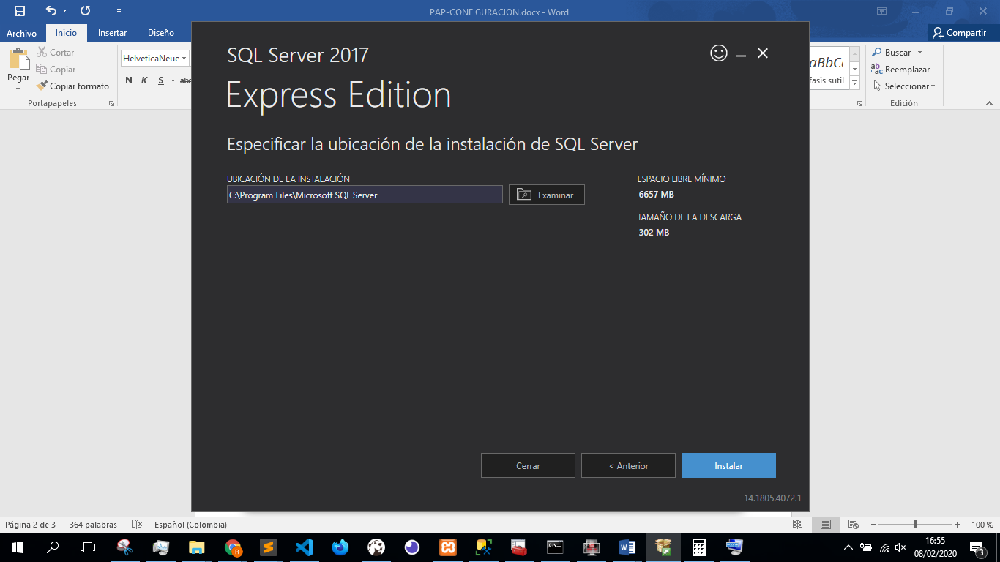 PAP-CONFIGURACION.docx - Word
Archivo
Inicio
Insertar
Diseño
Compartir
Pegar
Cortar
Copiar
Copiar formato
Portapapeles
HelveticaNeue
N K S abc
aBbCc
fasis sutil
Buscar
Reemplazar
Seleccionar
Edición
SQL Server 2017
Express Edition
Especificar la ubicación de la instalación de SQL Server
UBICACIÓN DE LA INSTALACIÓN
C:\Program Files\Microsoft SQL Server
Examinar
ESPACIO LIBRE MÍNIMO
6657 MB
TAMAÑO DE LA DESCARGA
302 MB
Cerrar
< Anterior
Instalar
14.1805.4072.1
Página 2 de 3
364 palabras
Español (Colombia)
100 %
16:55
08/02/2020
3